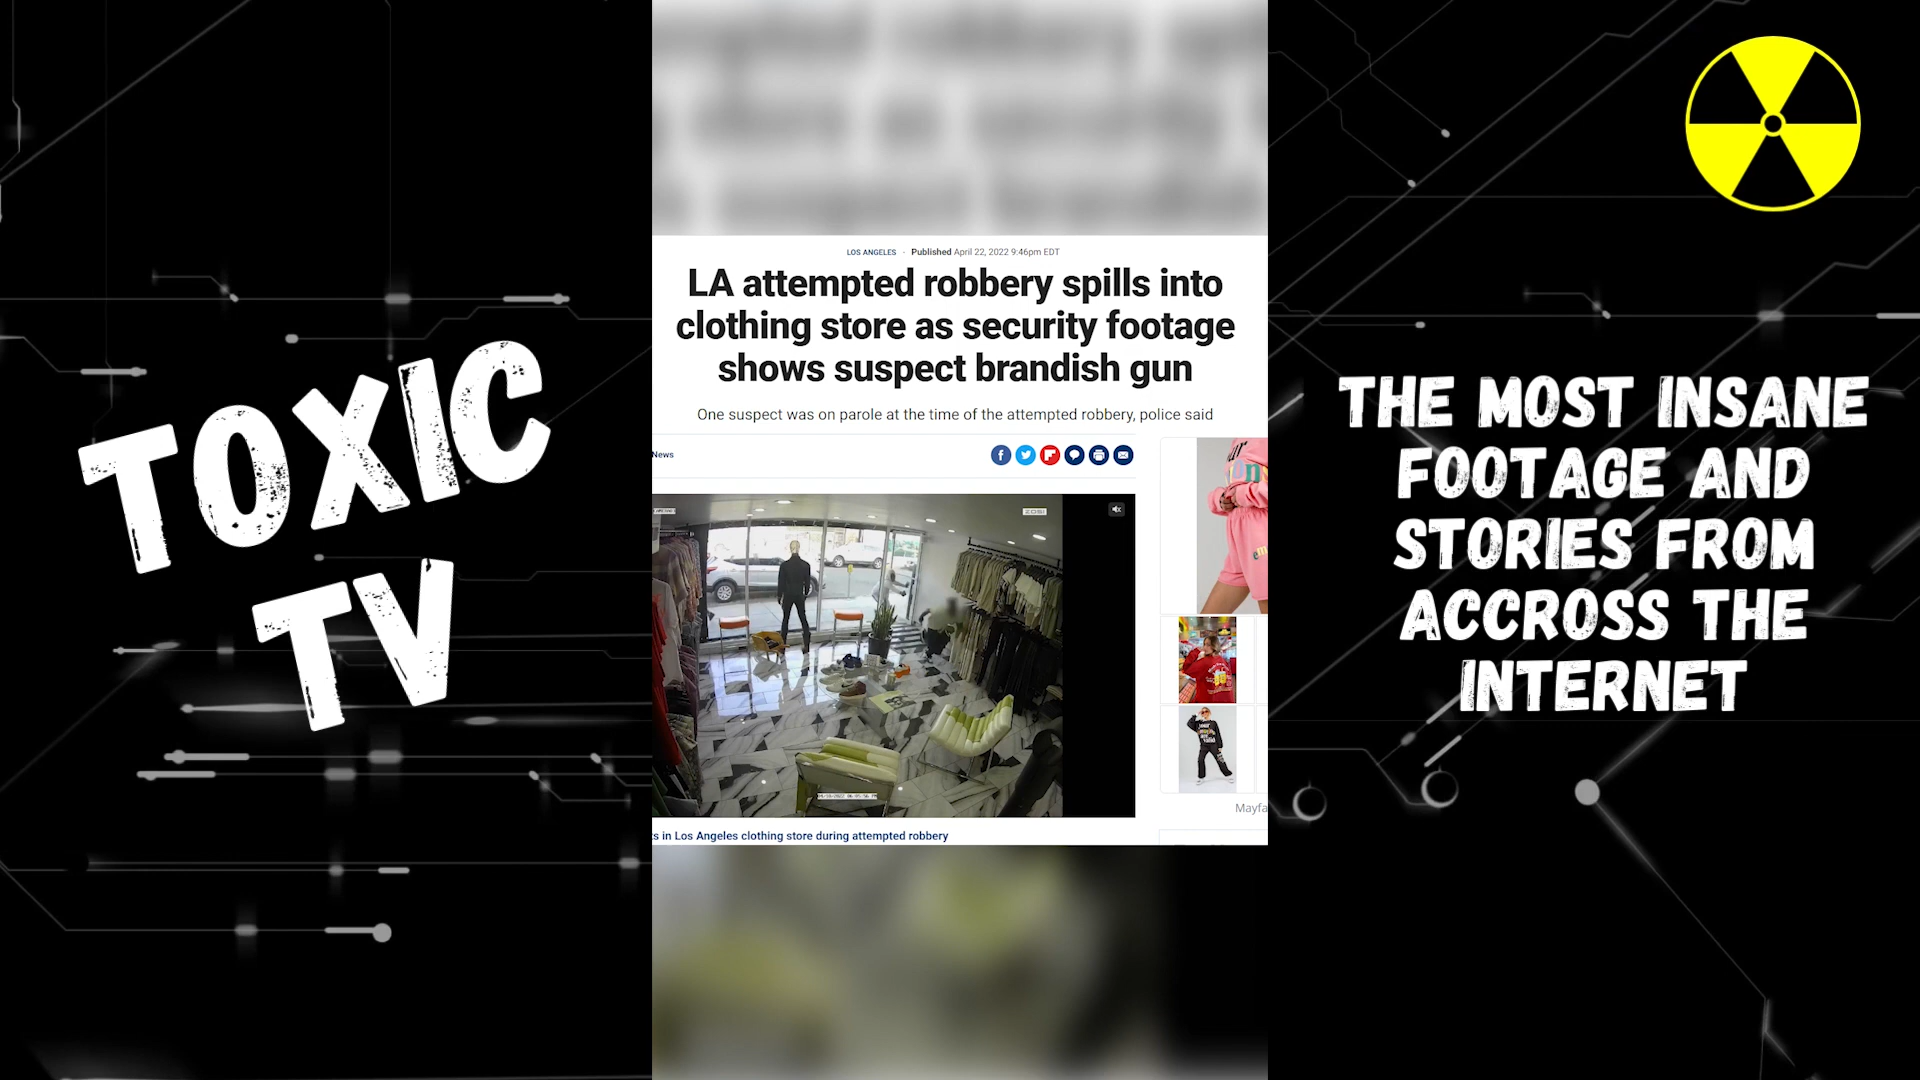 TOXIC
TV
LOS ANGELES · Published April 22, 2022 9:46pm EDT
LA attempted robbery spills into
clothing store as security footage
shows suspect brandish gun
One suspect was on parole at the time of the attempted robbery, police said
News
ZOSI
s in Los Angeles clothing store during attempted robbery
Mayfa
THE MOST INSANE
FOOTAGE AND
STORIES FROM
ACCROSS THE
INTERNET